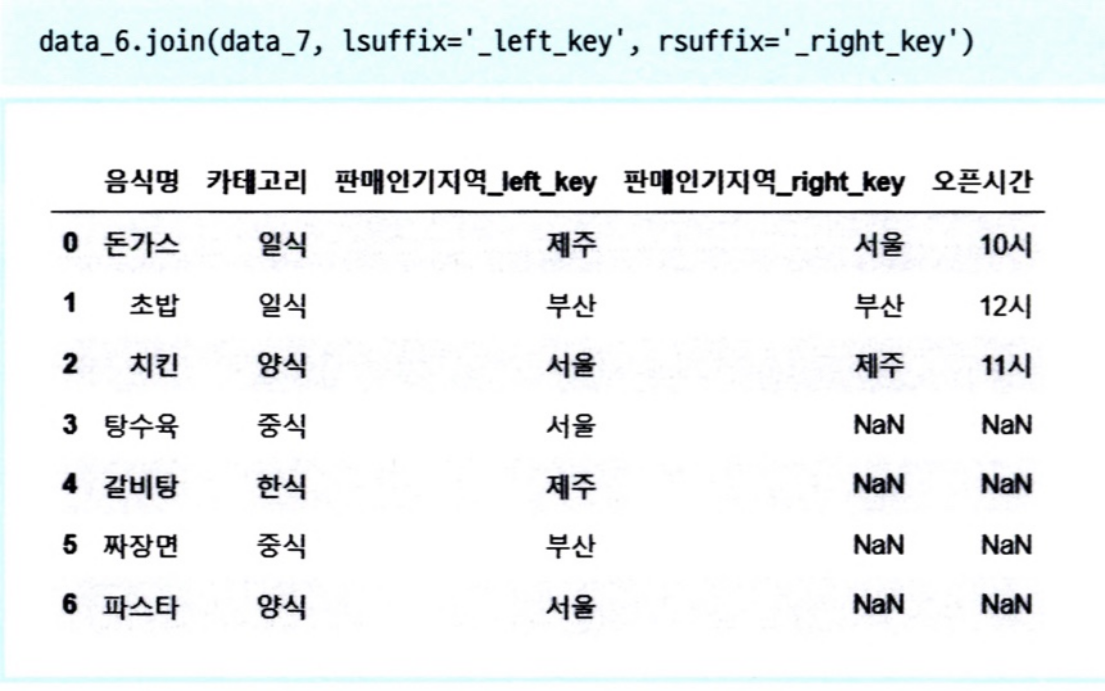 data_6.join(data_7, lsuffix='_left_key', rsuffix='_right_key')
음식명 카테고리 판매인기지역_left_key 판매인기지역_right_key 오픈시간
0 돈가스 일식 제주 서울 10시
1 초밥 일식 부산 부산 12시
2 치킨 양식 서울 제주 11시
3 탕수육 중식 서울 NaN NaN
4 갈비탕 한식 제주 NaN NaN
5 짜장면 중식 부산 NaN NaN
6 파스타 양식 서울 NaN NaN